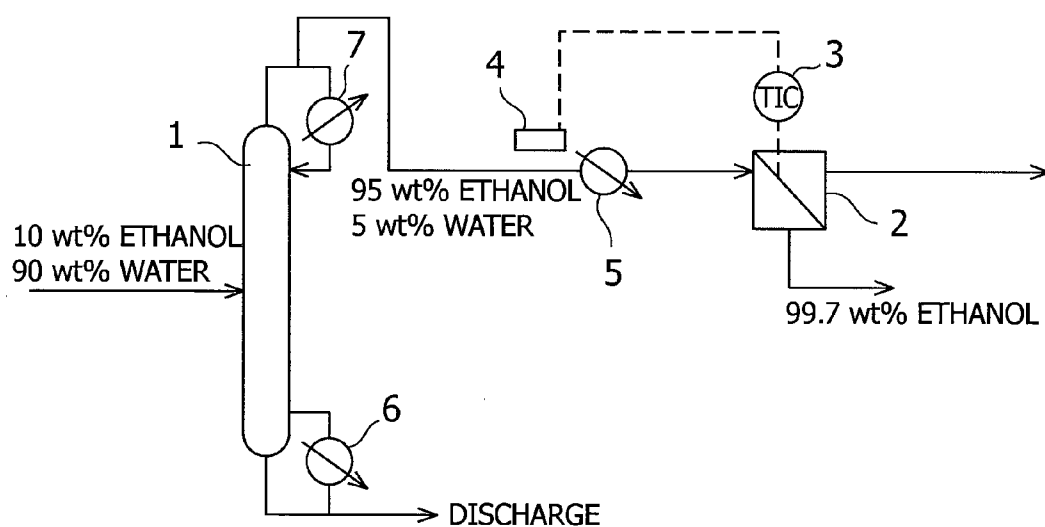 7
4
3
TIC
1
95 wt% ETHANOL
5 wt% WATER
5
2
10 wt% ETHANOL
90 wt% WATER
99.7 wt% ETHANOL
6
DISCHARGE